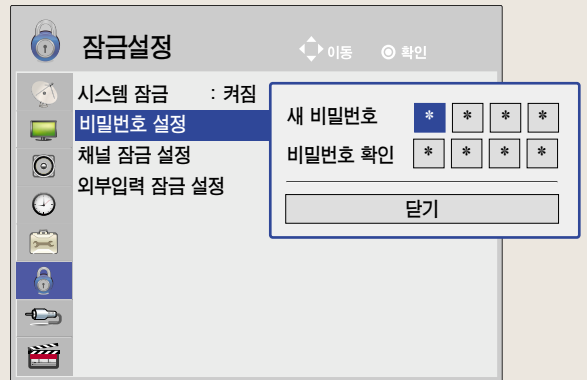 잠금설정
이동 확인
시스템 잠금 : 켜짐
비밀번호 설정
채널 잠금 설정
외부입력 잠금 설정
새 비밀번호 * * * *
비밀번호 확인 * * * *
닫기